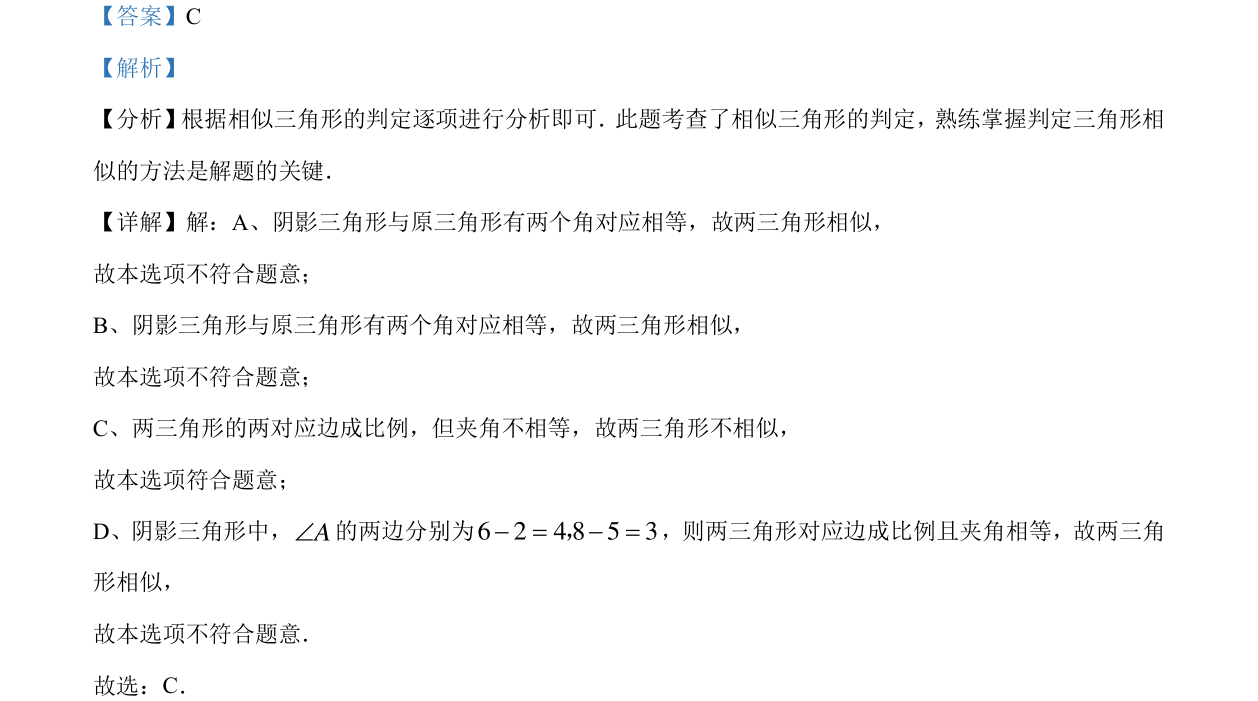 【答案】C
【解析】
【分析】根据相似三角形的判定逐项进行分析即可．此题考查了相似三角形的判定，熟练掌握判定三角形相
似的方法是解题的关键．
【详解】解：A、阴影三角形与原三角形有两个角对应相等，故两三角形相似，
故本选项不符合题意；
B、阴影三角形与原三角形有两个角对应相等，故两三角形相似，
故本选项不符合题意；
C、两三角形的两对应边成比例，但夹角不相等，故两三角形不相似，
故本选项符合题意；
D、阴影三角形中，∠A的两边分别为6−2=4,8−5=3，则两三角形对应边成比例且夹角相等，故两三角
形相似，
故本选项不符合题意．
故选：C．